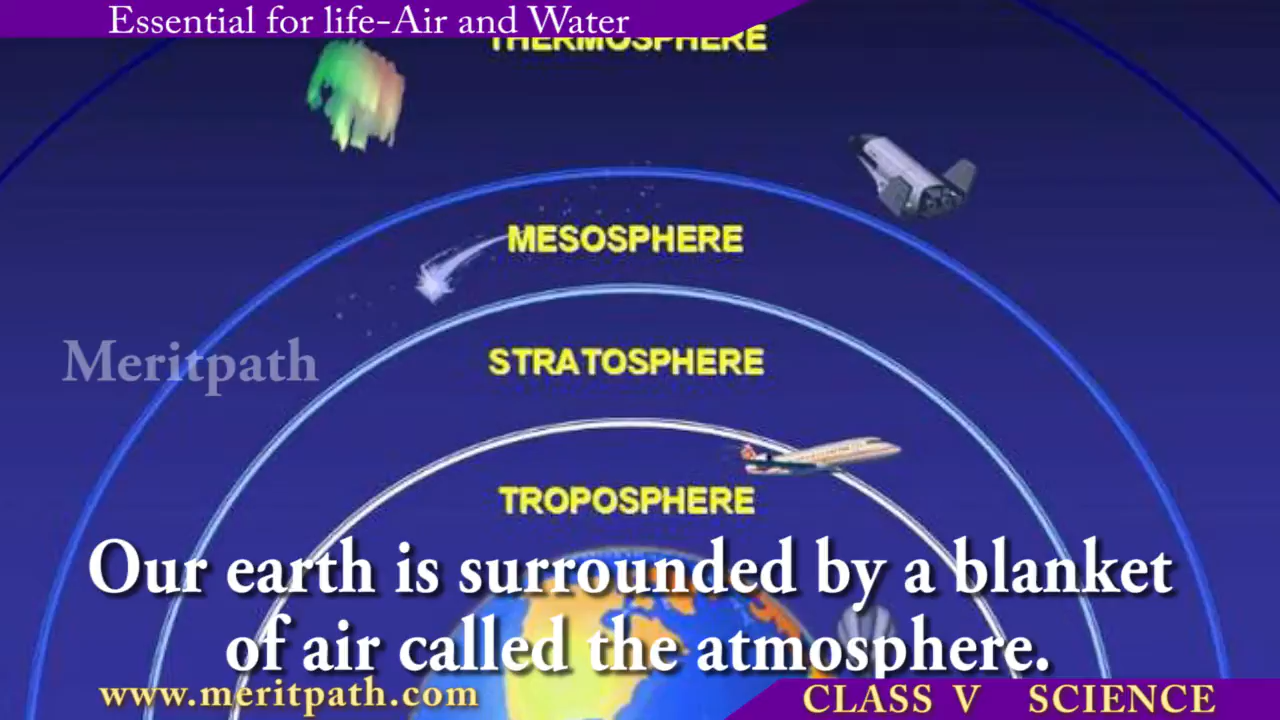 Essential for life-Air and Water
THERMOSPHERE
MESOSPHERE
Meritpath
STRATOSPHERE
TROPOSPHERE
Our earth is surrounded by a blanket
of air called the atmosphere.
www.meritpath.com
CLASS V SCIENCE